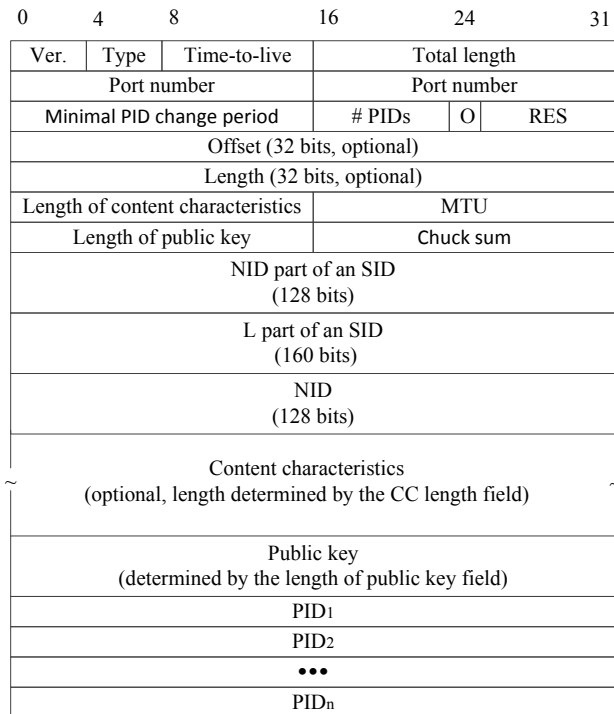 0 4 8 16 24 31
Ver. Type Time-to-live Total length
Port number Port number
Minimal PID change period # PIDs O RES
Offset (32 bits, optional)
Length (32 bits, optional)
Length of content characteristics MTU
Length of public key Chuck sum
NID part of an SID
(128 bits)
L part of an SID
(160 bits)
NID
(128 bits)
Content characteristics
~ (optional, length determined by the CC length field) ~
Public key
(determined by the length of public key field)
PID1
PID2
•••
PIDn